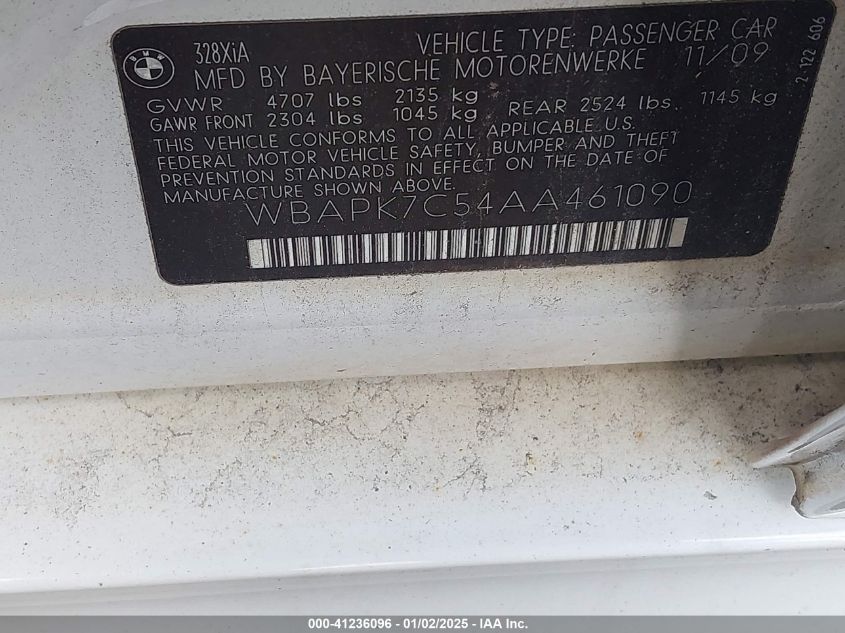 BMW
328XiA
VEHICLE TYPE: PASSENGER CAR
MFD BY BAYERISCHE MOTORENWERKE 11/09
GVWR 4707 lbs 2135 kg
GAWR FRONT 2304 lbs 1045 kg REAR 2524 lbs. 1145 kg
THIS VEHICLE CONFORMS TO ALL APPLICABLE U.S.
FEDERAL MOTOR VEHICLE SAFETY, BUMPER AND THEFT
PREVENTION STANDARDS IN EFFECT ON THE DATE OF
MANUFACTURE SHOWN ABOVE.
WBAPK7C54AA461090
2 122 606
000-41236096 - 01/02/2025 - IAA Inc.